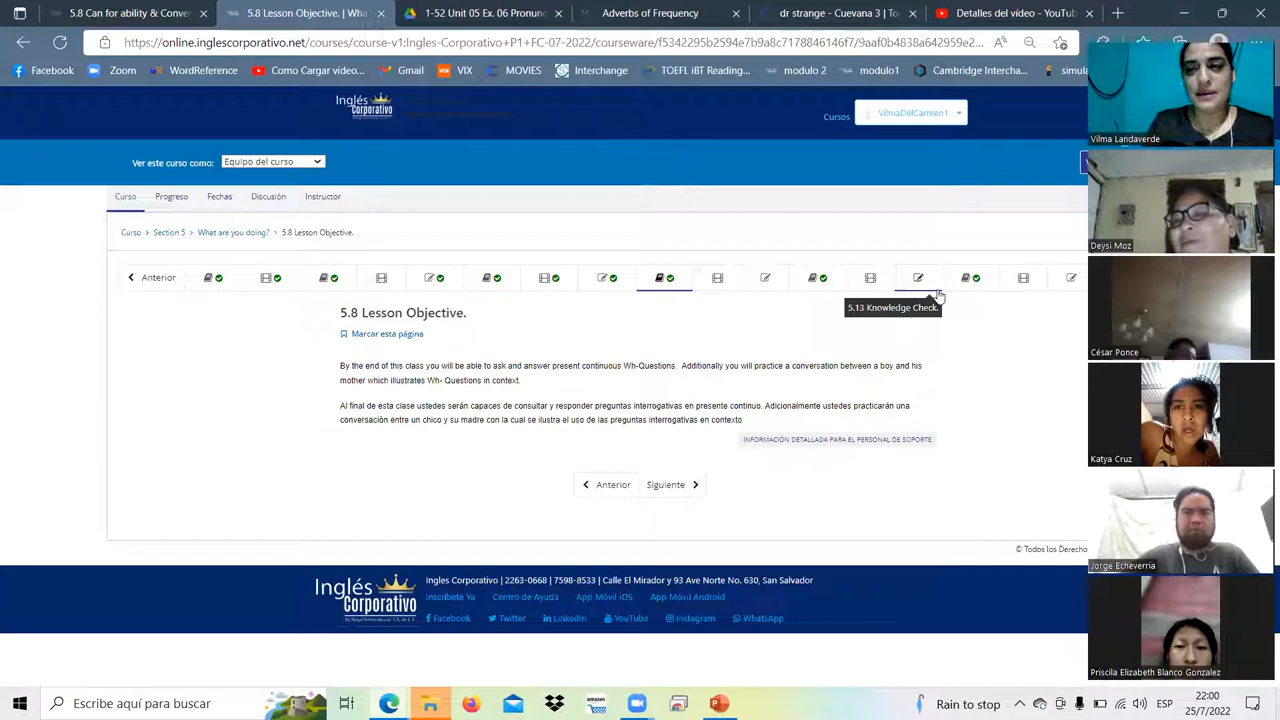 5.8 for ability & Can for
5.8 Lesson Objective. - What are
1-52 Unit 05 Ex. 06 Pronunc
Adverbs of Frequency
dr strange - Cuevana 3 | To
Detalles del vídeo - YouTub
https://online.inglescorporativo.net/courses/course-v1:Ingles-Corporativo+P1+FC-07-2022/courseware/f5342295b2594e7b9a8c7178846146f7/9aaf0b4838a642959e2...
Facebook
Zoom
WordReference
Como Cargar video...
Gmail
VIX
MOVIES
Interchange
TOEFL iBT Reading...
modulo 2
modulo1
Cambridge Intercha...
simula
Inglés Corporativo
Cursos
VilmaDelCarmen1
Ver este curso como:
Equipo del curso
Curso
Progreso
Fechas
Discusión
Instructor
Curso > Section 5 > What are you doing? > 5.8 Lesson Objective.
Anterior
5.13 Knowledge Check.
5.8 Lesson Objective.
Marcar esta página
By the end of this class you will be able to ask and answer present continuous Wh-Questions. Additionally you will practice a conversation between a boy and his
mother which illustrates Wh- Questions in context.
Al final de esta clase ustedes serán capaces de consultar y responder preguntas interrogativas en presente continuo. Adicionalmente ustedes practicarán una
conversación entre un chico y su madre con la cual se ilustra el uso de las preguntas interrogativas en contexto
INFORMACIÓN DETALLADA PARA EL PERSONAL DE SOPORTE
Anterior
Siguiente
© Todos los Derecho
Inglés Corporativo
Ingles Corporativo | 2263-0668 | 7598-8533 | Calle El Mirador y 93 Ave Norte No. 630, San Salvador
Inscríbete Ya
Centro de Ayuda
App Móvil iOS
App Móvil Android
Facebook
Twitter
LinkedIn
YouTube
Instagram
WhatsApp
Vilma Landaverde
Deysi Moz
César Ponce
Katya Cruz
Jorge Echeverria
Priscila Elizabeth Blanco Gonzalez
Escribe aquí para buscar
amazon
Rain to stop
ESP
22:00
25/7/2022